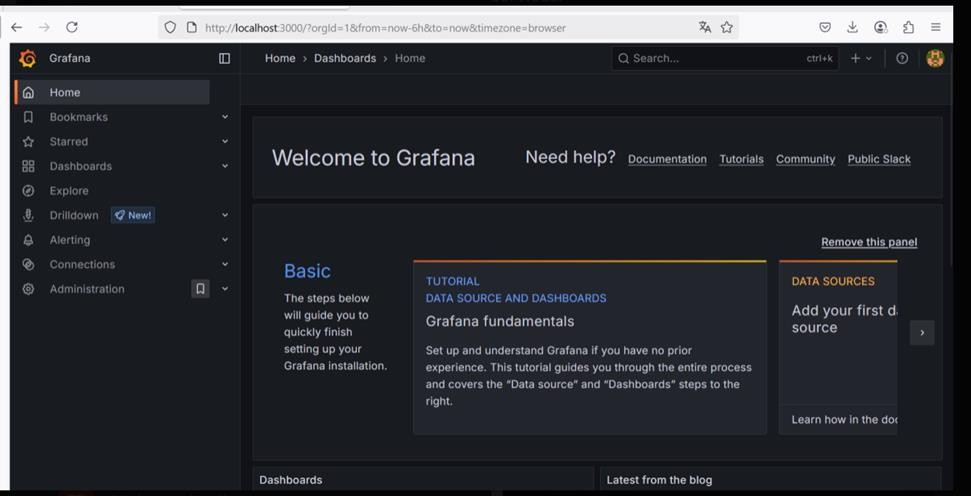 http://localhost:3000/?orgId=1&from=now-6h&to=now&timezone=browser
Grafana
Home › Dashboards › Home
Search...
ctrl+k
Home
Bookmarks
Starred
Dashboards
Explore
Drilldown
New!
Alerting
Connections
Administration
Welcome to Grafana
Need help?
Documentation
Tutorials
Community
Public Slack
Remove this panel
Basic
The steps below
will guide you to
quickly finish
setting up your
Grafana installation.
TUTORIAL
DATA SOURCE AND DASHBOARDS
Grafana fundamentals
Set up and understand Grafana if you have no prior
experience. This tutorial guides you through the entire process
and covers the “Data source” and “Dashboards” steps to the
right.
DATA SOURCES
Add your first
source
Learn how in the
Dashboards
Latest from the blog